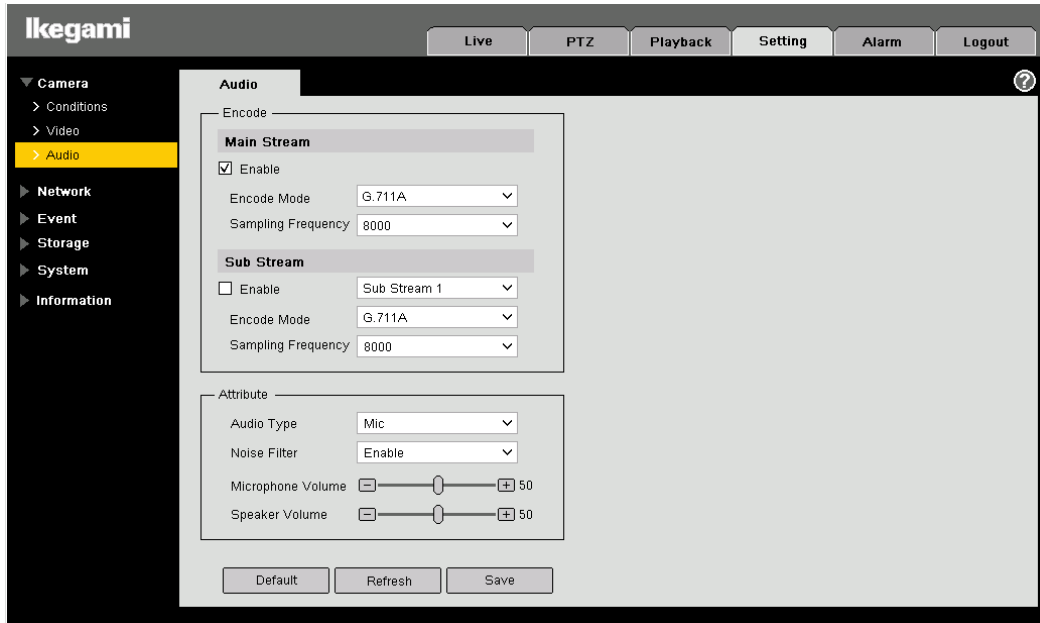 Ikegami
Live PTZ Playback Setting Alarm Logout
Camera
Conditions
Video
Audio
Network
Event
Storage
System
Information
Audio
?
Encode
Main Stream
Enable
Encode Mode G.711A
Sampling Frequency 8000
Sub Stream
Enable Sub Stream 1
Encode Mode G.711A
Sampling Frequency 8000
Attribute
Audio Type Mic
Noise Filter Enable
Microphone Volume - + 50
Speaker Volume - + 50
Default Refresh Save